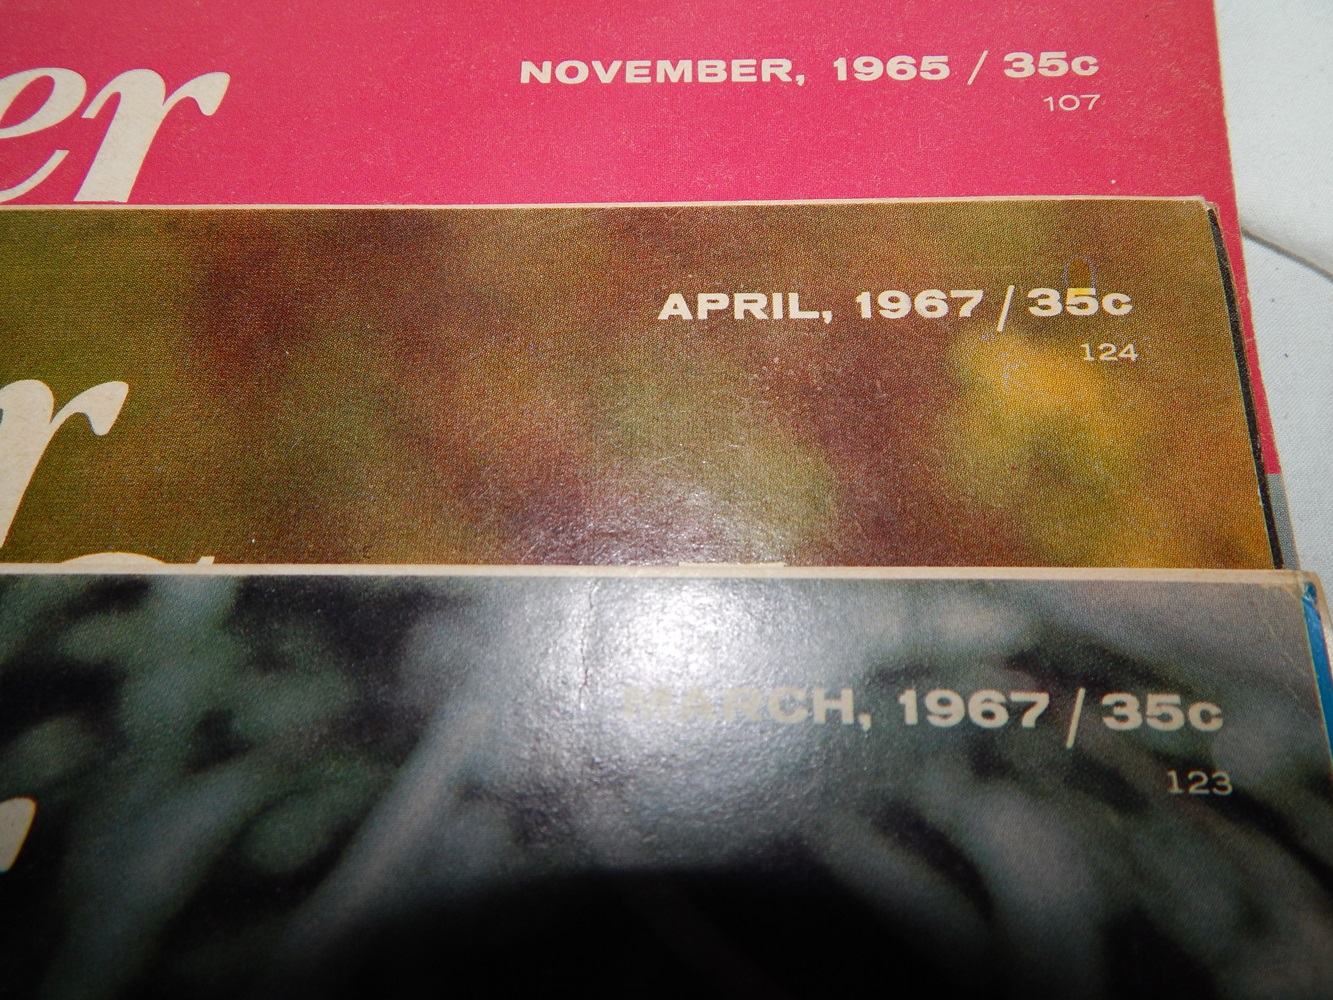 er
NOVEMBER, 1965 / 35c
107
r
APRIL, 1967 / 35c
124
MARCH, 1967 / 35c
123